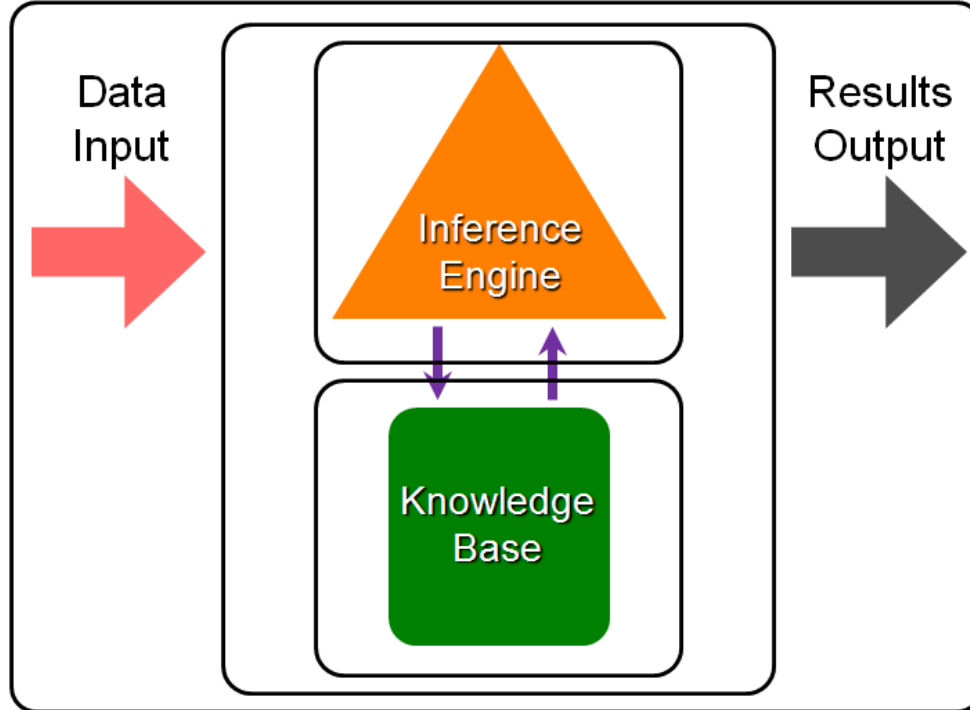 Data
Input
Inference
Engine
Knowledge
Base
Results
Output